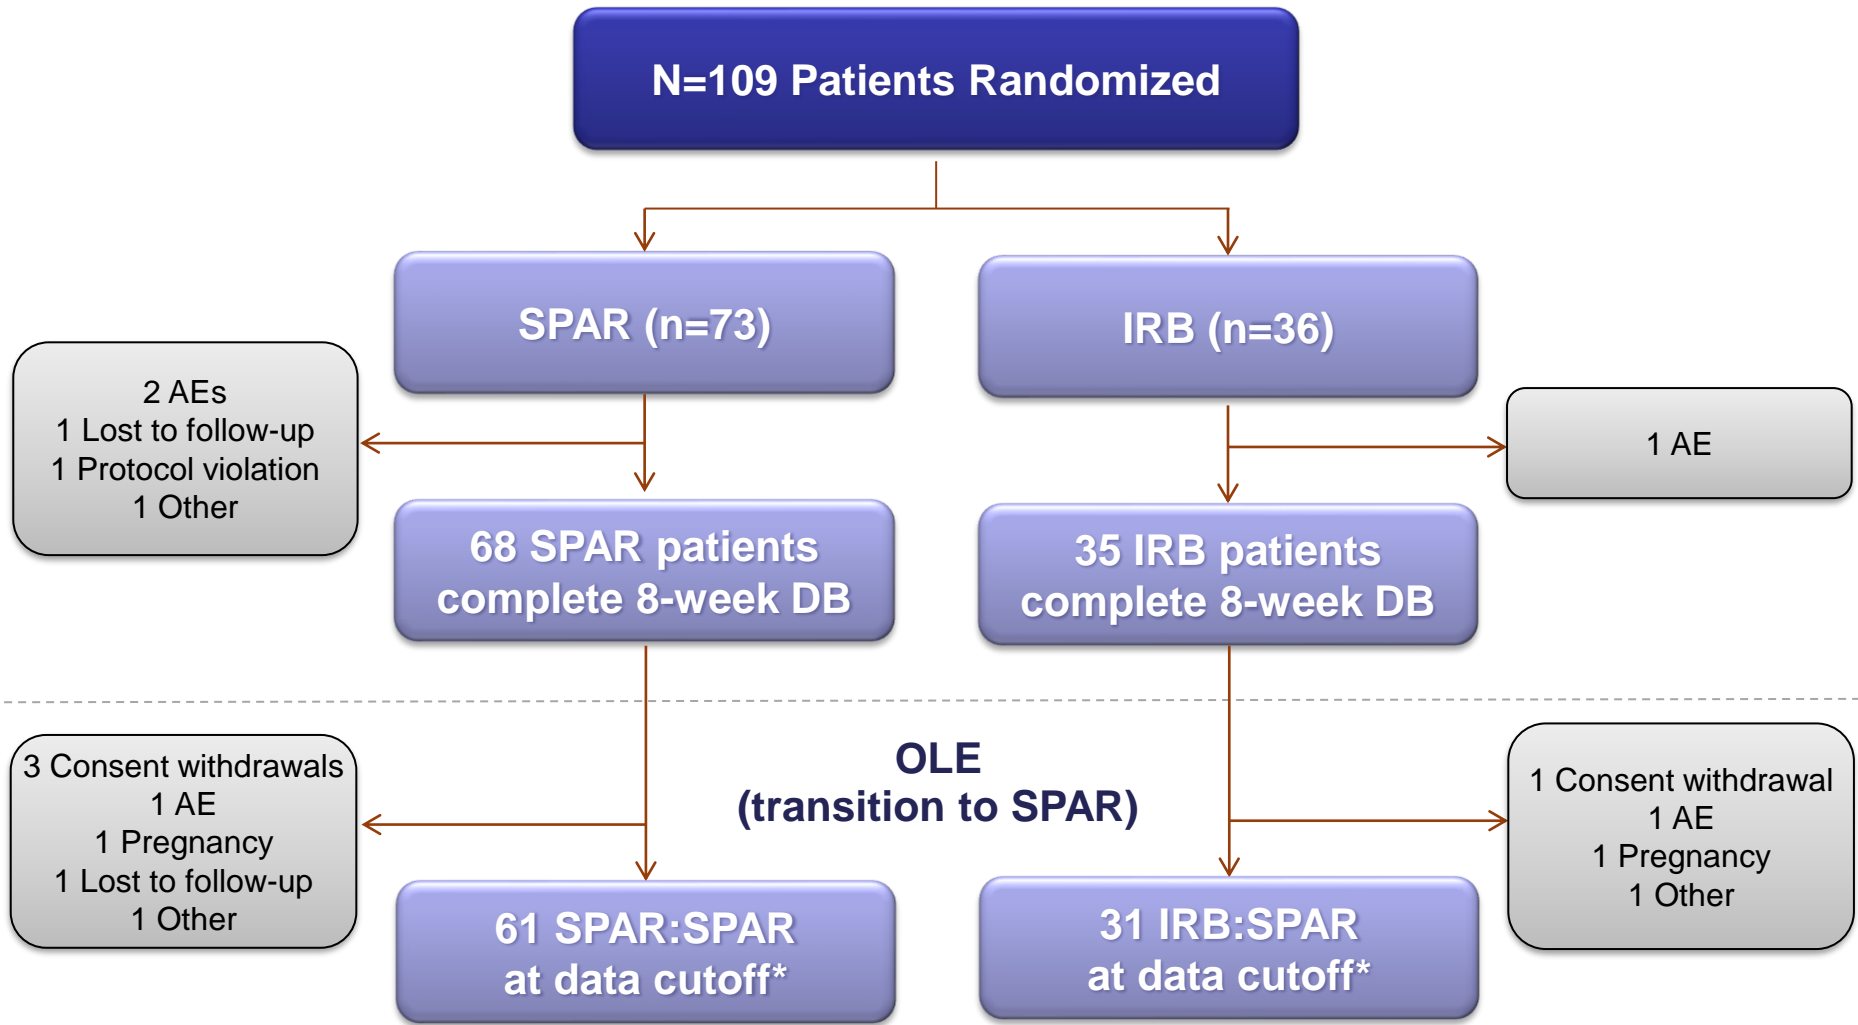 N=109 Patients Randomized
SPAR (n=73)
IRB (n=36)
2 AEs
1 Lost to follow-up
1 Protocol violation
1 Other
1 AE
68 SPAR patients
complete 8-week DB
35 IRB patients
complete 8-week DB
OLE
(transition to SPAR)
3 Consent withdrawals
1 AE
1 Pregnancy
1 Lost to follow-up
1 Other
1 Consent withdrawal
1 AE
1 Pregnancy
1 Other
61 SPAR:SPAR
at data cutoff*
31 IRB:SPAR
at data cutoff*